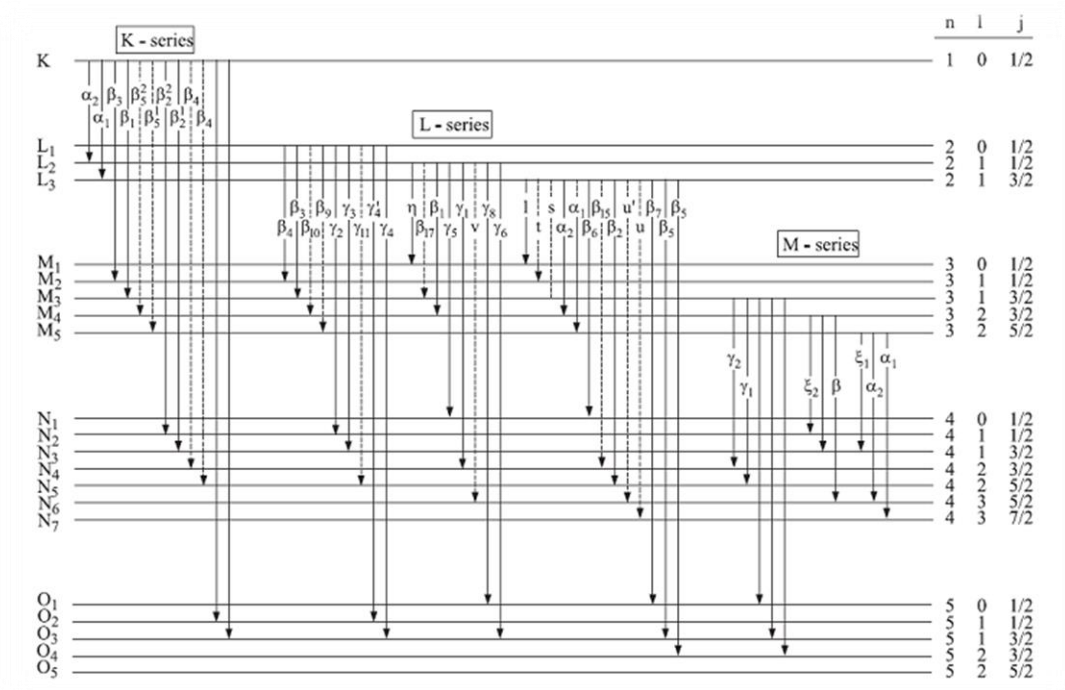 n l j
K - series
K 1 0 1/2
α₂ β₃ β₅² β₂² β₄
α₁ β₁ β₅¹ β₂¹ β₄
L - series
L₁ 2 0 1/2
L₂ 2 1 1/2
L₃ 2 1 3/2
β₃ β₉ γ₃ γ₄' η β₁ γ₁ γ₈ l s α₁ β₁₅ u' β₇ β₅
β₄ β₁₀ γ₂ γ₁₁ γ₄ β₁₇ γ₅ v γ₆ t α₂ β₆ β₂ u β₅
M - series
M₁ 3 0 1/2
M₂ 3 1 1/2
M₃ 3 1 3/2
M₄ 3 2 3/2
M₅ 3 2 5/2
γ₂ ξ₁ α₁
γ₁ ξ₂ β α₂
N₁ 4 0 1/2
N₂ 4 1 1/2
N₃ 4 1 3/2
N₄ 4 2 3/2
N₅ 4 2 5/2
N₆ 4 3 5/2
N₇ 4 3 7/2
O₁ 5 0 1/2
O₂ 5 1 1/2
O₃ 5 1 3/2
O₄ 5 2 3/2
O₅ 5 2 5/2